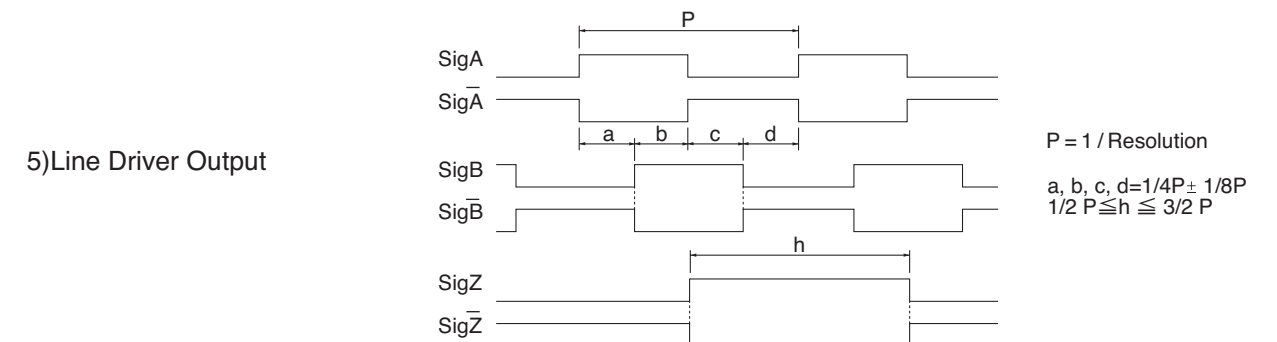 P
SigA
SigA̅
a b c d
5)Line Driver Output
P = 1 / Resolution
SigB
a, b, c, d=1/4P± 1/8P
SigB̅
1/2 P≦h ≦ 3/2 P
h
SigZ
SigZ̅